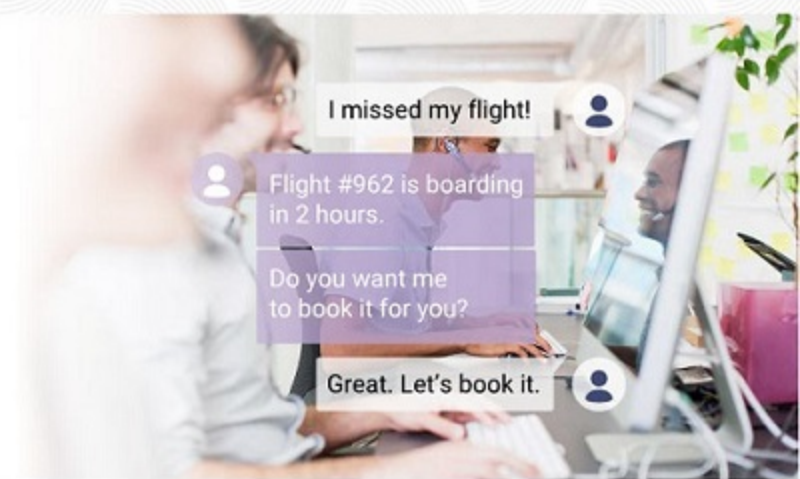 I missed my flight!
Flight #962 is boarding
in 2 hours.
Do you want me
to book it for you?
Great. Let's book it.